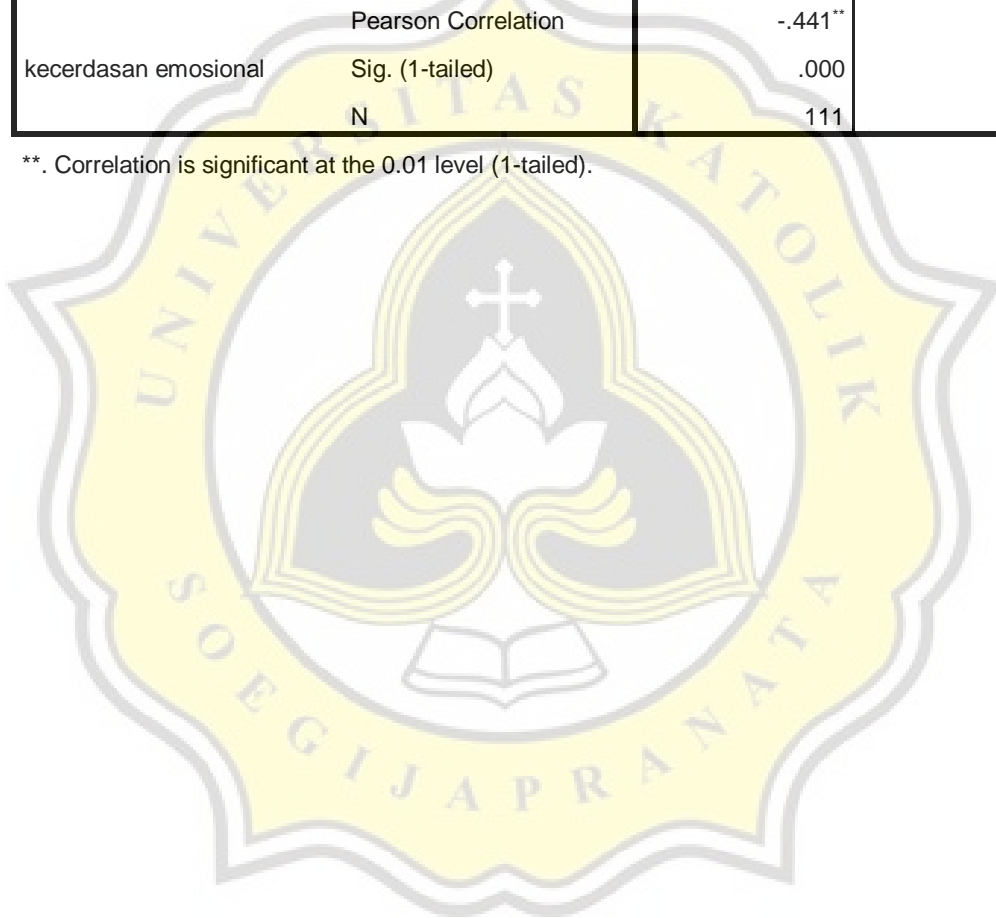 Pearson Correlation -.441**
kecerdasan emosional Sig. (1-tailed) .000
N 111
**. Correlation is significant at the 0.01 level (1-tailed).
UNIVERSITAS KATOLIK
SOEGIJAPRANATA